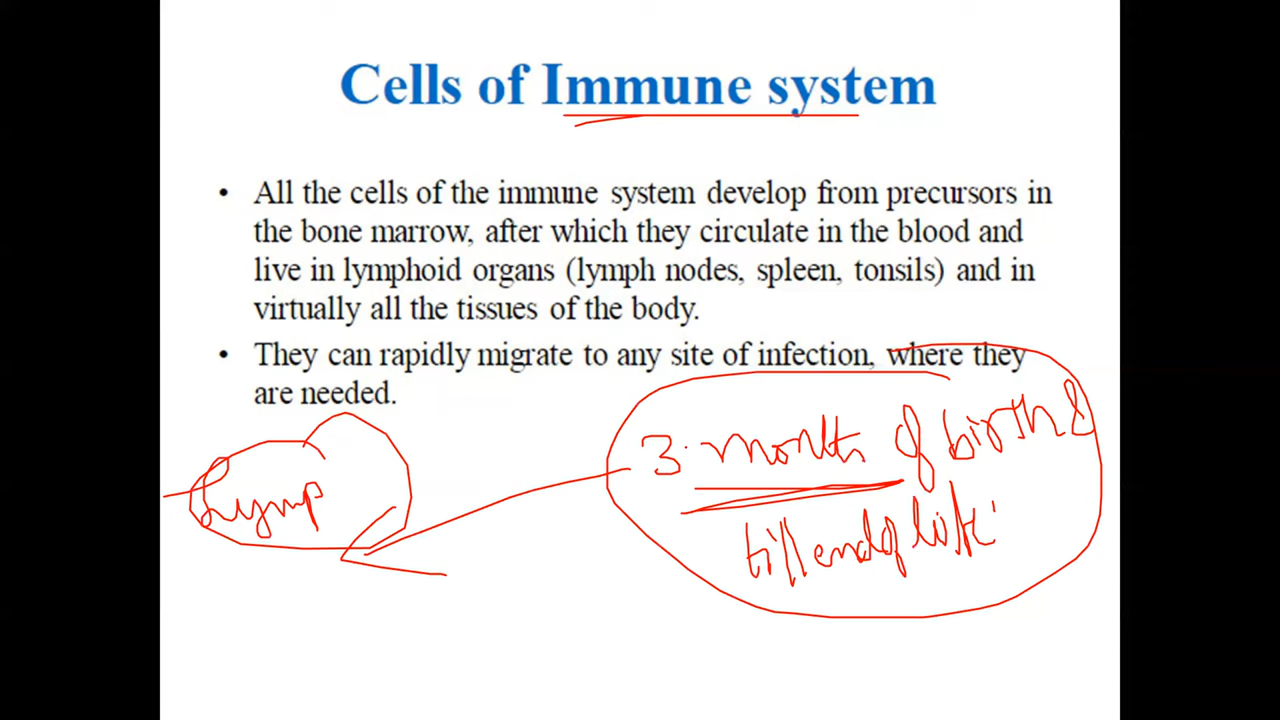 Cells of Immune system
• All the cells of the immune system develop from precursors in
the bone marrow, after which they circulate in the blood and
live in lymphoid organs (lymph nodes, spleen, tonsils) and in
virtually all the tissues of the body.
• They can rapidly migrate to any site of infection, where they
are needed.
3. month of birth &
till end of life
Lymp